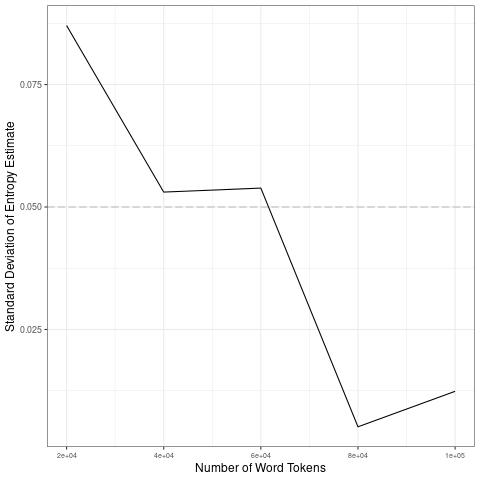 Standard Deviation of Entropy Estimate
0.075
0.050
0.025
2e+04 4e+04 6e+04 8e+04 1e+05
Number of Word Tokens